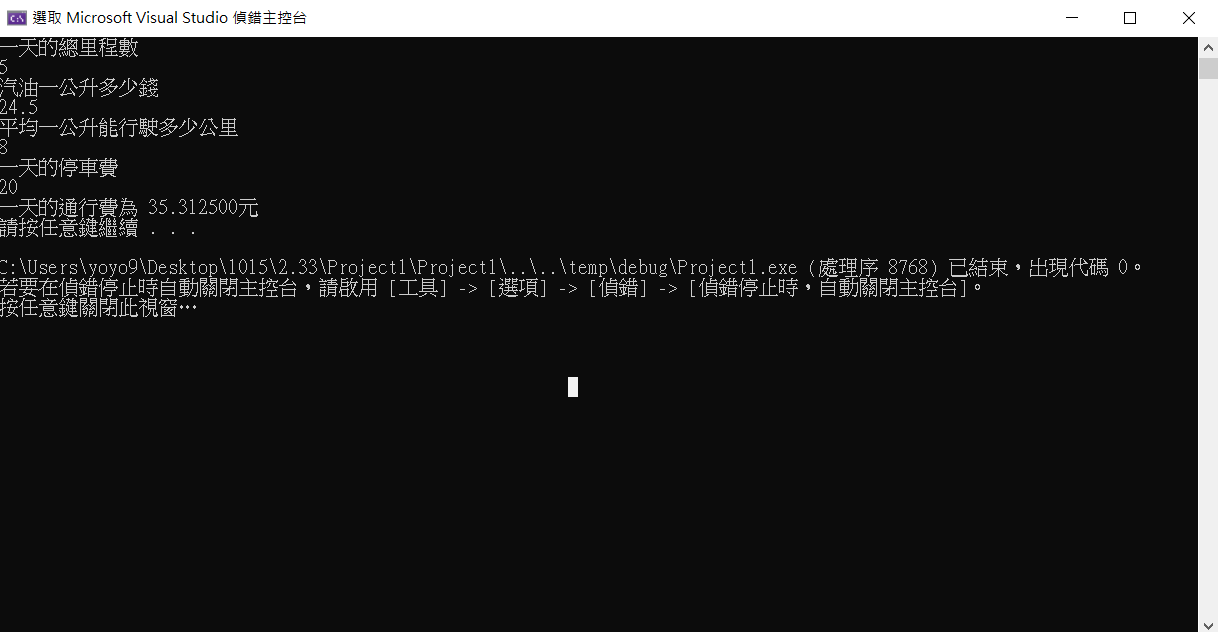 選取 Microsoft Visual Studio 偵錯主控台
一天的總里程數
5
汽油一公升多少錢
24.5
平均一公升能行駛多少公里
8
一天的停車費
20
一天的通行費為 35.312500元
請按任意鍵繼續 . . .
C:\Users\yoyo9\Desktop\1015\2.33\Project1\Project1\..\..\temp\debug\Project1.exe (處理序 8768) 已結束，出現代碼 0。
若要在偵錯停止時自動關閉主控台，請啟用 [工具] -> [選項] -> [偵錯] -> [偵錯停止時，自動關閉主控台]。
按任意鍵關閉此視窗…